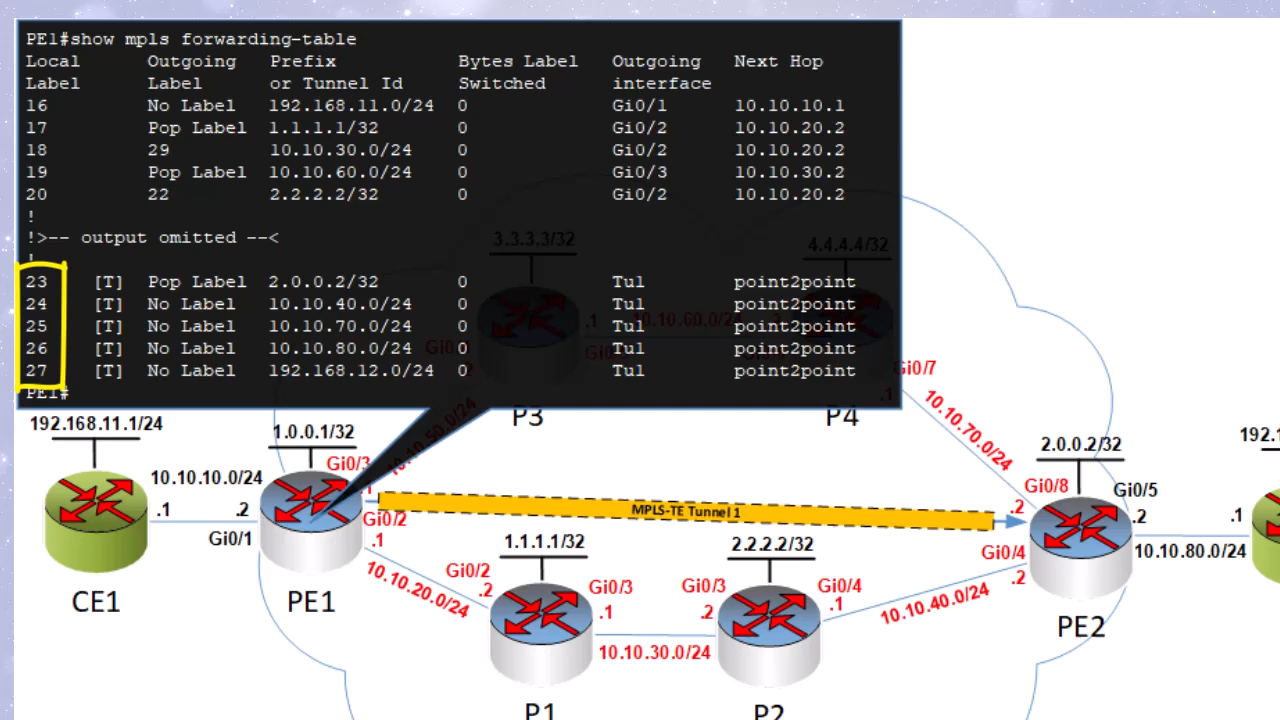 PE1#show mpls forwarding-table
Local Outgoing Prefix Bytes Label Outgoing Next Hop
Label Label or Tunnel Id Switched interface
16 No Label 192.168.11.0/24 0 Gi0/1 10.10.10.1
17 Pop Label 1.1.1.1/32 0 Gi0/2 10.10.20.2
18 29 10.10.30.0/24 0 Gi0/2 10.10.20.2
19 Pop Label 10.10.60.0/24 0 Gi0/3 10.10.30.2
20 22 2.2.2.2/32 0 Gi0/2 10.10.20.2
!
!>-- output omitted --<
!
23 [T] Pop Label 2.0.0.2/32 0 Tu1 point2point
24 [T] No Label 10.10.40.0/24 0 Tu1 point2point
25 [T] No Label 10.10.70.0/24 0 Tu1 point2point
26 [T] No Label 10.10.80.0/24 0 Tu1 point2point
27 [T] No Label 192.168.12.0/24 0 Tu1 point2point
PE1#
3.3.3.3/32
4.4.4.4/32
.1
10.10.60.0/24
Gi0/7
.1
P3
P4
10.10.50.0/24
10.10.70.0/24
192.168.11.1/24
1.0.0.1/32
2.0.0.2/32
Gi0/3
10.10.10.0/24
.1
.2
Gi0/1
Gi0/2
.1
MPLS-TE Tunnel 1
Gi0/8
.2
Gi0/5
.2
.1
10.10.80.0/24
Gi0/4
.2
CE1
PE1
PE2
1.1.1.1/32
2.2.2.2/32
10.10.20.0/24
Gi0/2
.2
Gi0/3
.1
Gi0/3
.2
Gi0/4
.1
10.10.40.0/24
10.10.30.0/24
P1
P2